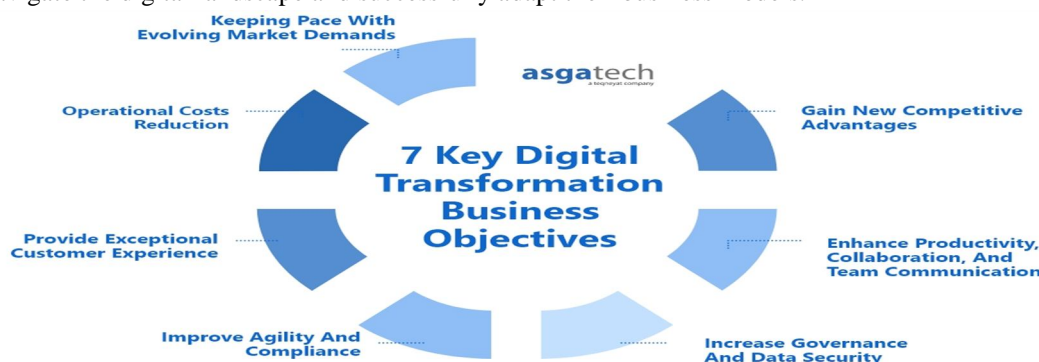 Keeping Pace With
Evolving Market Demands
asgatech
a teqneyat company
Operational Costs
Reduction
Gain New Competitive
Advantages
7 Key Digital
Transformation
Business
Objectives
Provide Exceptional
Customer Experience
Enhance Productivity,
Collaboration, And
Team Communication
Improve Agility And
Compliance
Increase Governance
And Data Security